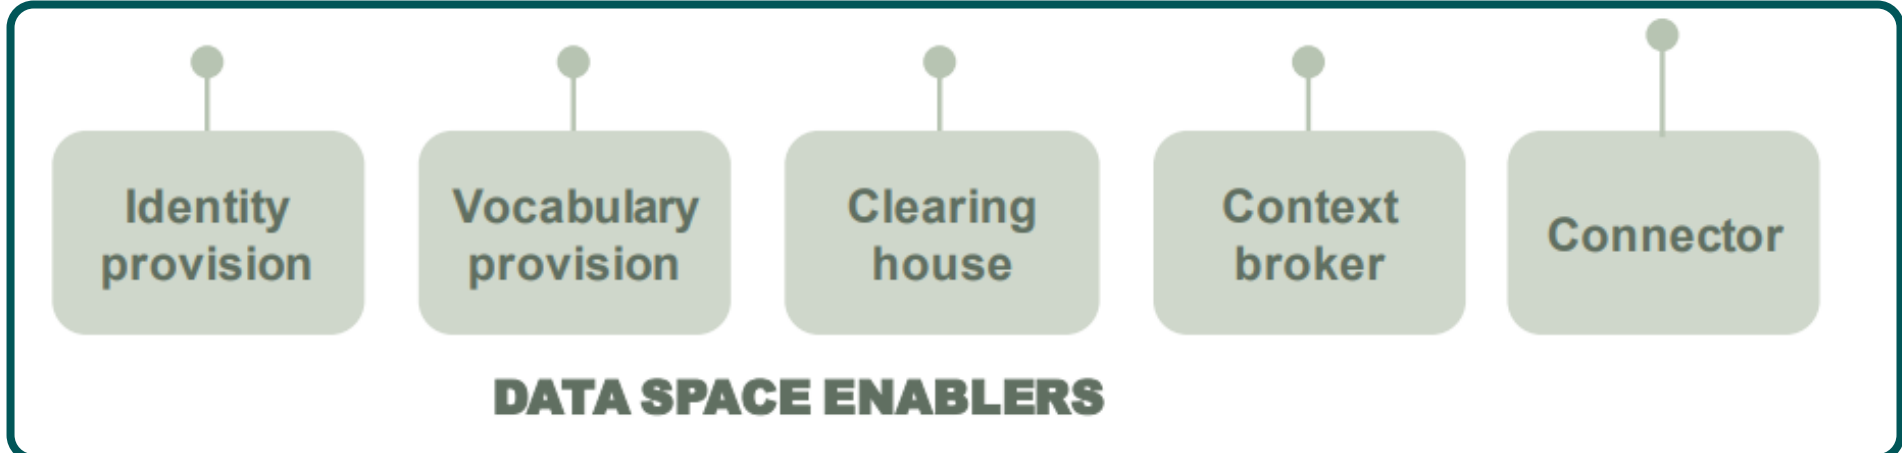 Identity
provision
Vocabulary
provision
Clearing
house
Context
broker
Connector
DATA SPACE ENABLERS